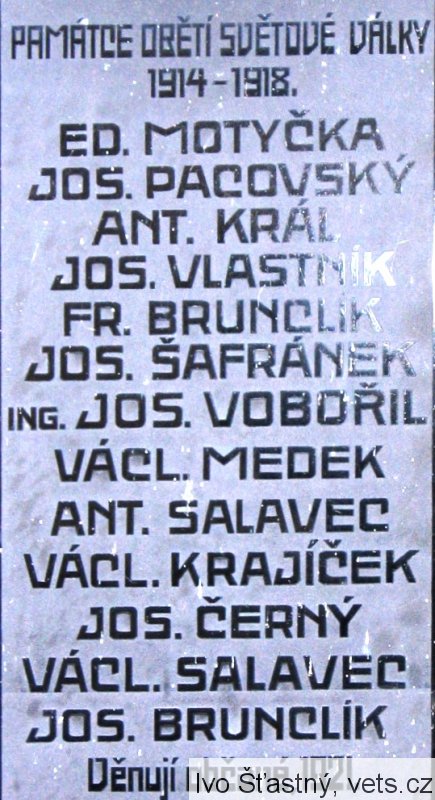 PAMÁTCE OBĚTÍ SVĚTOVÉ VÁLKY
1914-1918.
ED. MOTYČKA
JOS. PACOVSKÝ
ANT. KRÁL
JOS. VLASTNÍK
FR. BRUNCLÍK
JOS. ŠAFRÁNEK
ING. JOS. VOBOŘIL
VÁCL. MEDEK
ANT. SALAVEC
VÁCL. KRAJÍČEK
JOS. ČERNÝ
VÁCL. SALAVEC
JOS. BRUNCLÍK
Věnují občané 1921
Ivo Šťastný, vets.cz